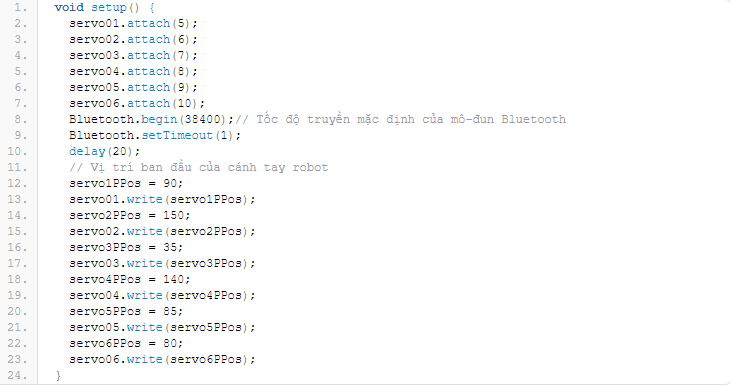 1. void setup() {
2. servo01.attach(5);
3. servo02.attach(6);
4. servo03.attach(7);
5. servo04.attach(8);
6. servo05.attach(9);
7. servo06.attach(10);
8. Bluetooth.begin(38400);// Tốc độ truyền mặc định của mô-đun Bluetooth
9. Bluetooth.setTimeout(1);
10. delay(20);
11. // Vị trí ban đầu của cánh tay robot
12. servo1PPos = 90;
13. servo01.write(servo1PPos);
14. servo2PPos = 150;
15. servo02.write(servo2PPos);
16. servo3PPos = 35;
17. servo03.write(servo3PPos);
18. servo4PPos = 140;
19. servo04.write(servo4PPos);
20. servo5PPos = 85;
21. servo05.write(servo5PPos);
22. servo6PPos = 80;
23. servo06.write(servo6PPos);
24. }